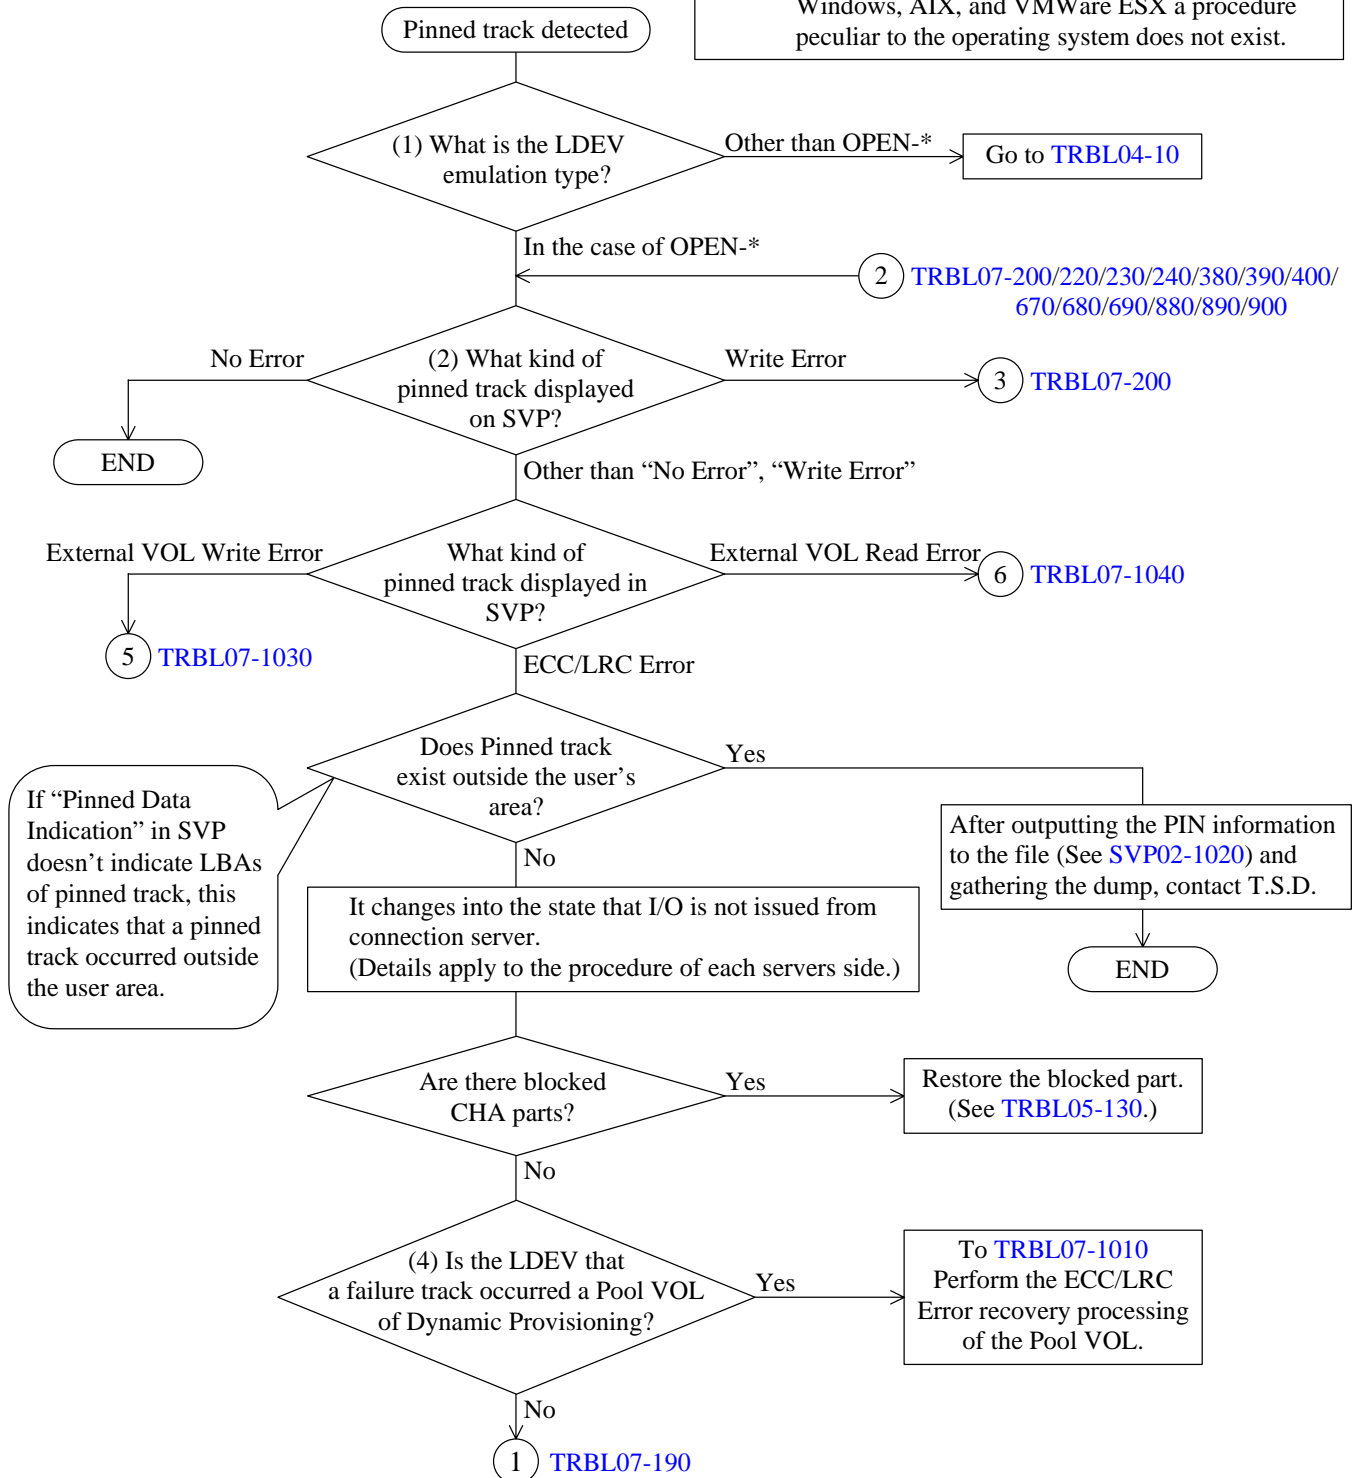 Windows, AIX, and VMWare ESX a procedure
peculiar to the operating system does not exist.
Pinned track detected
(1) What is the LDEV
emulation type?
Other than OPEN-*
Go to TRBL04-10
In the case of OPEN-*
2 TRBL07-200/220/230/240/380/390/400/
670/680/690/880/890/900
No Error
(2) What kind of
pinned track displayed
on SVP?
Write Error
3 TRBL07-200
END
Other than “No Error”, “Write Error”
External VOL Write Error
What kind of
pinned track displayed in
SVP?
External VOL Read Error
6 TRBL07-1040
5 TRBL07-1030
ECC/LRC Error
Does Pinned track
exist outside the user's
area?
Yes
If “Pinned Data
Indication” in SVP
doesn't indicate LBAs
of pinned track, this
indicates that a pinned
track occurred outside
the user area.
After outputting the PIN information
to the file (See SVP02-1020) and
gathering the dump, contact T.S.D.
END
No
It changes into the state that I/O is not issued from
connection server.
(Details apply to the procedure of each servers side.)
Are there blocked
CHA parts?
Yes
Restore the blocked part.
(See TRBL05-130.)
No
(4) Is the LDEV that
a failure track occurred a Pool VOL
of Dynamic Provisioning?
Yes
To TRBL07-1010
Perform the ECC/LRC
Error recovery processing
of the Pool VOL.
No
1 TRBL07-190